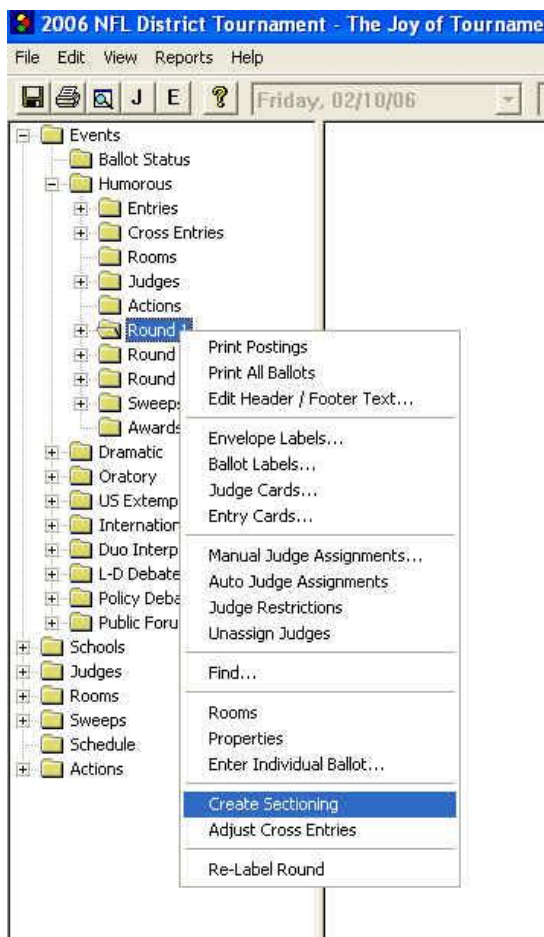 2006 NFL District Tournament - The Joy of Tourname
File Edit View Reports Help
J E ? Friday, 02/10/06
Events
Ballot Status
Humorous
Entries
Cross Entries
Rooms
Judges
Actions
Round 1
Round
Round
Sweeps
Awards
Dramatic
Oratory
US Extemp
Internation
Duo Interp
L-D Debate
Policy Deba
Public Foru
Schools
Judges
Rooms
Sweeps
Schedule
Actions
Print Postings
Print All Ballots
Edit Header / Footer Text...
Envelope Labels...
Ballot Labels...
Judge Cards...
Entry Cards...
Manual Judge Assignments...
Auto Judge Assignments
Judge Restrictions
Unassign Judges
Find...
Rooms
Properties
Enter Individual Ballot...
Create Sectioning
Adjust Cross Entries
Re-Label Round